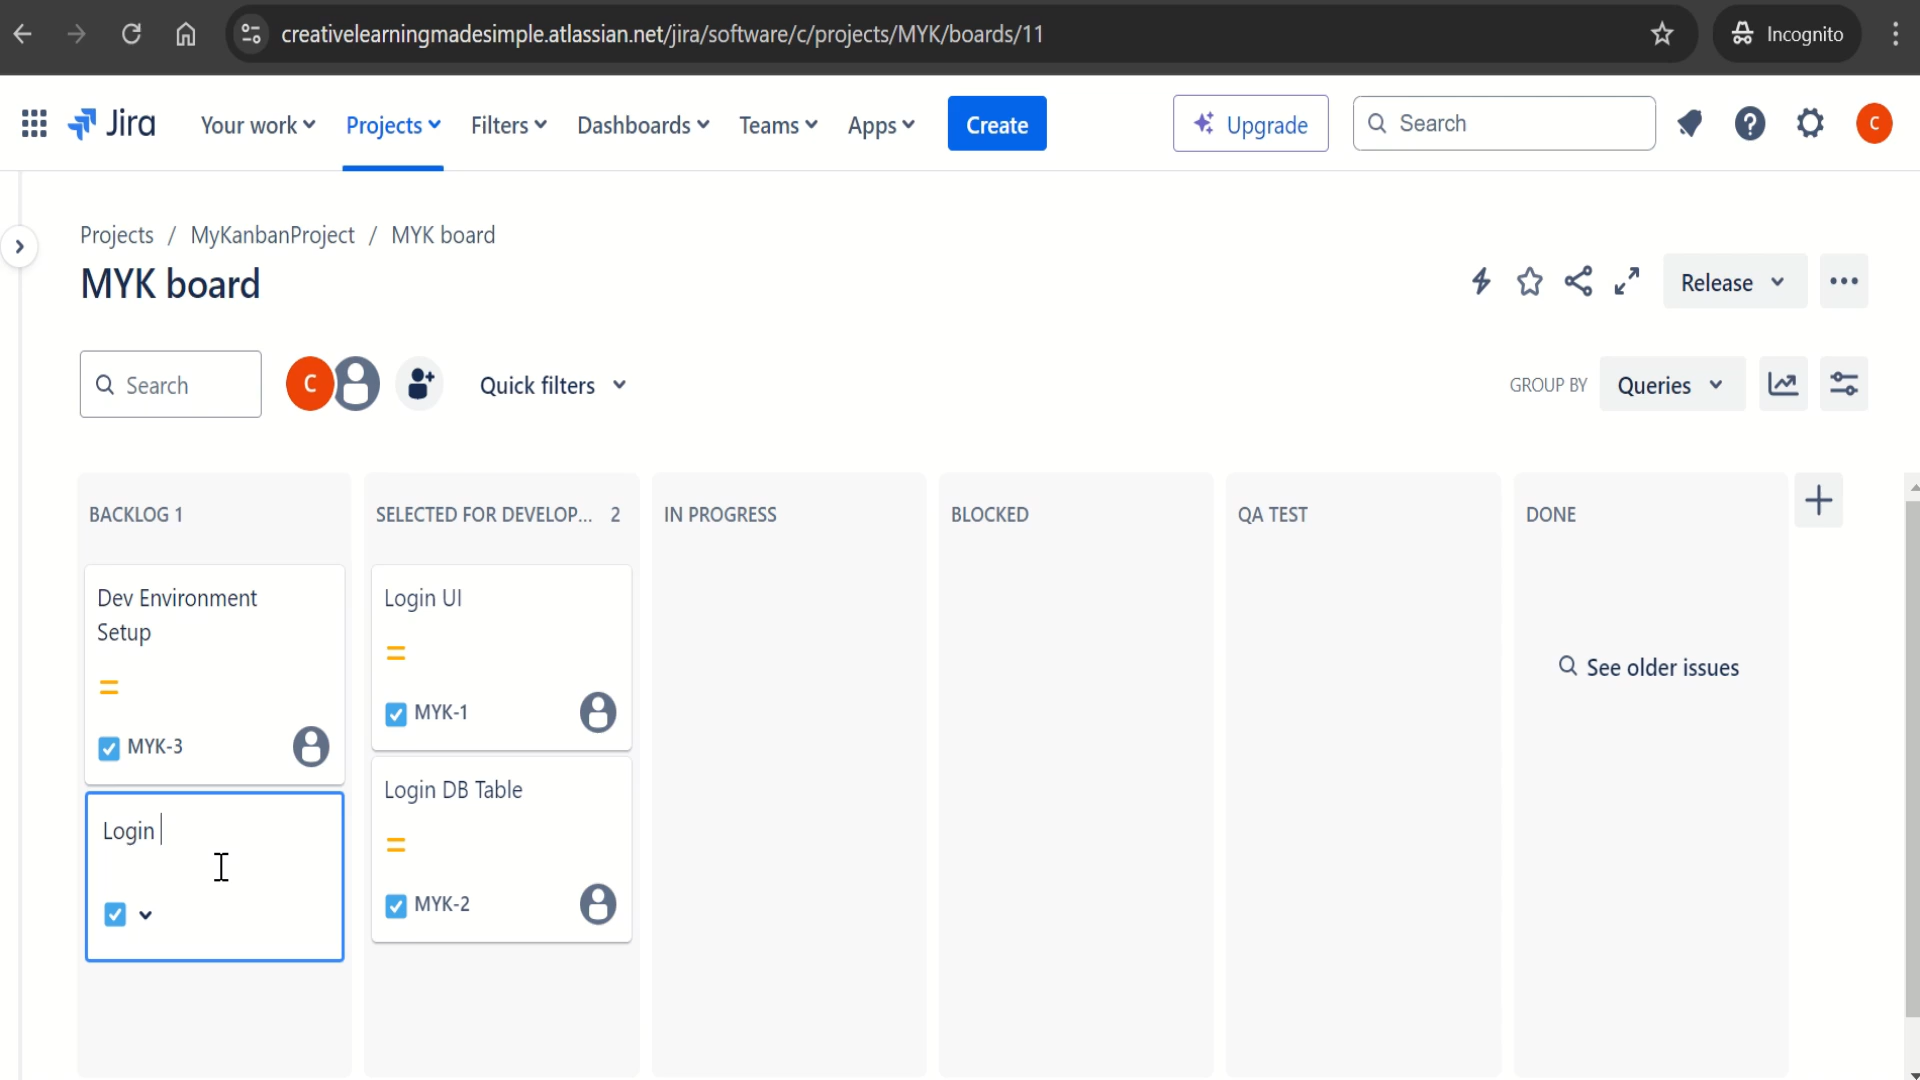 creativelearningmadesimple.atlassian.net/jira/software/c/projects/MYK/boards/11
Incognito
Jira
Your work
Projects
Filters
Dashboards
Teams
Apps
Create
Upgrade
Search
?
C
Projects / MyKanbanProject / MYK board
MYK board
Release
Search
C
Quick filters
GROUP BY
Queries
BACKLOG 1
SELECTED FOR DEVELOP... 2
IN PROGRESS
BLOCKED
QA TEST
DONE
Dev Environment
Setup
MYK-3
Login
Login UI
MYK-1
Login DB Table
MYK-2
See older issues